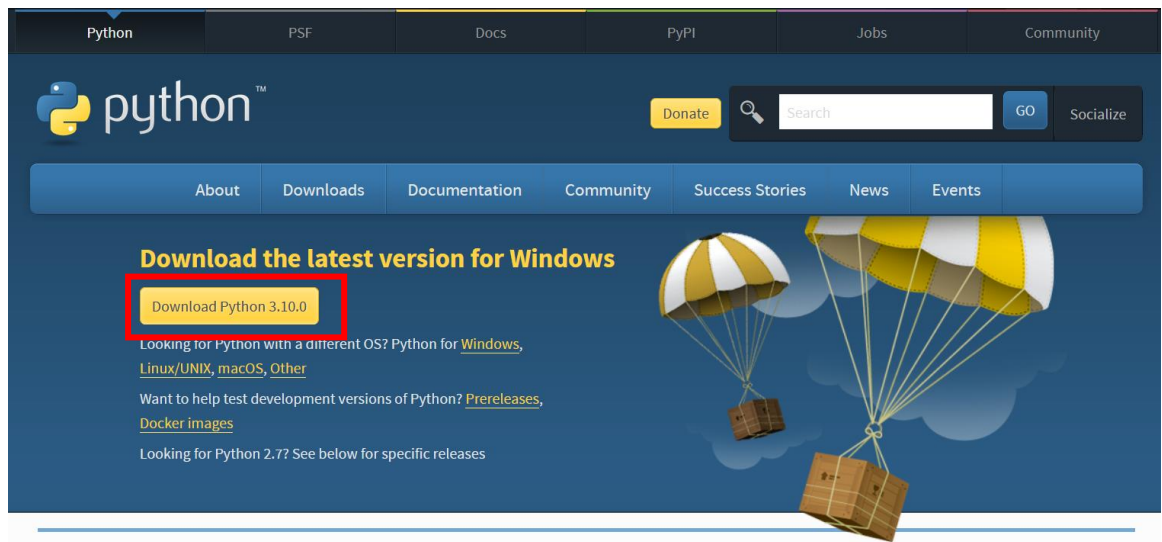 Python PSF Docs PyPI Jobs Community
python™
Donate Search GO Socialize
About Downloads Documentation Community Success Stories News Events
Download the latest version for Windows
Download Python 3.10.0
Looking for Python with a different OS? Python for Windows,
Linux/UNIX, macOS, Other
Want to help test development versions of Python? Prereleases,
Docker images
Looking for Python 2.7? See below for specific releases